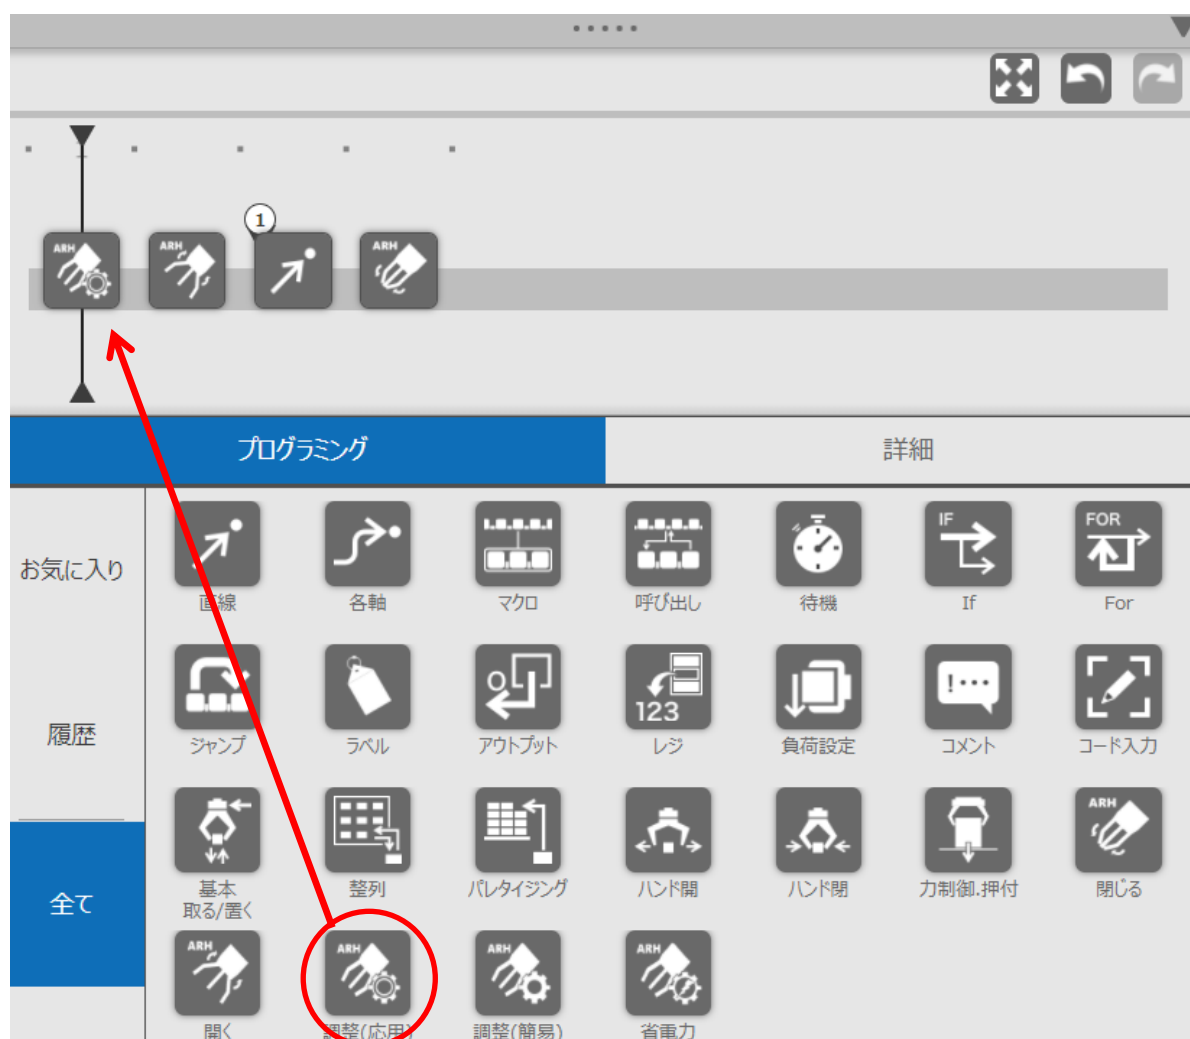 ARH
ARH
1
ARH
プログラミング
詳細
お気に入り
履歴
全て
IF
FOR
直線
各軸
マクロ
呼び出し
待機
If
For
O
123
!
ジャンプ
ラベル
アウトプット
レジ
負荷設定
コメント
コード入力
ARH
基本
取る/置く
整列
パレタイジング
ハンド開
ハンド閉
力制御.押付
閉じる
ARH
ARH
ARH
ARH
開く
調整(応用)
調整(簡易)
省電力